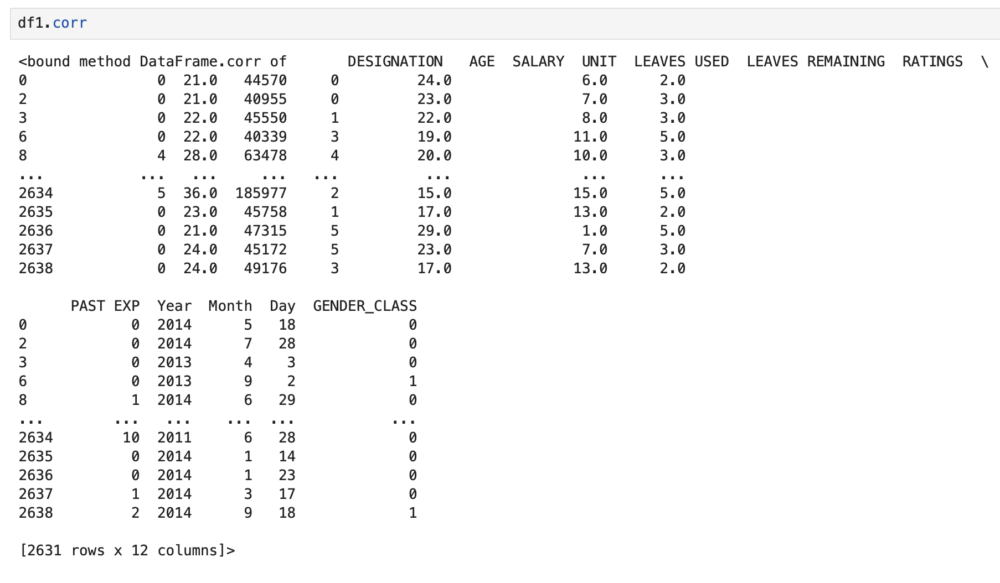 df1.corr
<bound method DataFrame.corr of       DESIGNATION   AGE  SALARY  UNIT  LEAVES USED  LEAVES REMAINING  RATINGS  \
0               0  21.0   44570     0         24.0               6.0      2.0
2               0  21.0   40955     0         23.0               7.0      3.0
3               0  22.0   45550     1         22.0               8.0      3.0
6               0  22.0   40339     3         19.0              11.0      5.0
8               4  28.0   63478     4         20.0              10.0      3.0
...           ...   ...     ...   ...          ...               ...      ...
2634            5  36.0  185977     2         15.0              15.0      5.0
2635            0  23.0   45758     1         17.0              13.0      2.0
2636            0  21.0   47315     5         29.0               1.0      5.0
2637            0  24.0   45172     5         23.0               7.0      3.0
2638            0  24.0   49176     3         17.0              13.0      2.0
      PAST EXP  Year  Month  Day  GENDER_CLASS
0            0  2014      5   18             0
2            0  2014      7   28             0
3            0  2013      4    3             0
6            0  2013      9    2             1
8            1  2014      6   29             0
...        ...   ...    ...  ...           ...
2634        10  2011      6   28             0
2635         0  2014      1   14             0
2636         0  2014      1   23             0
2637         1  2014      3   17             0
2638         2  2014      9   18             1
[2631 rows x 12 columns]>